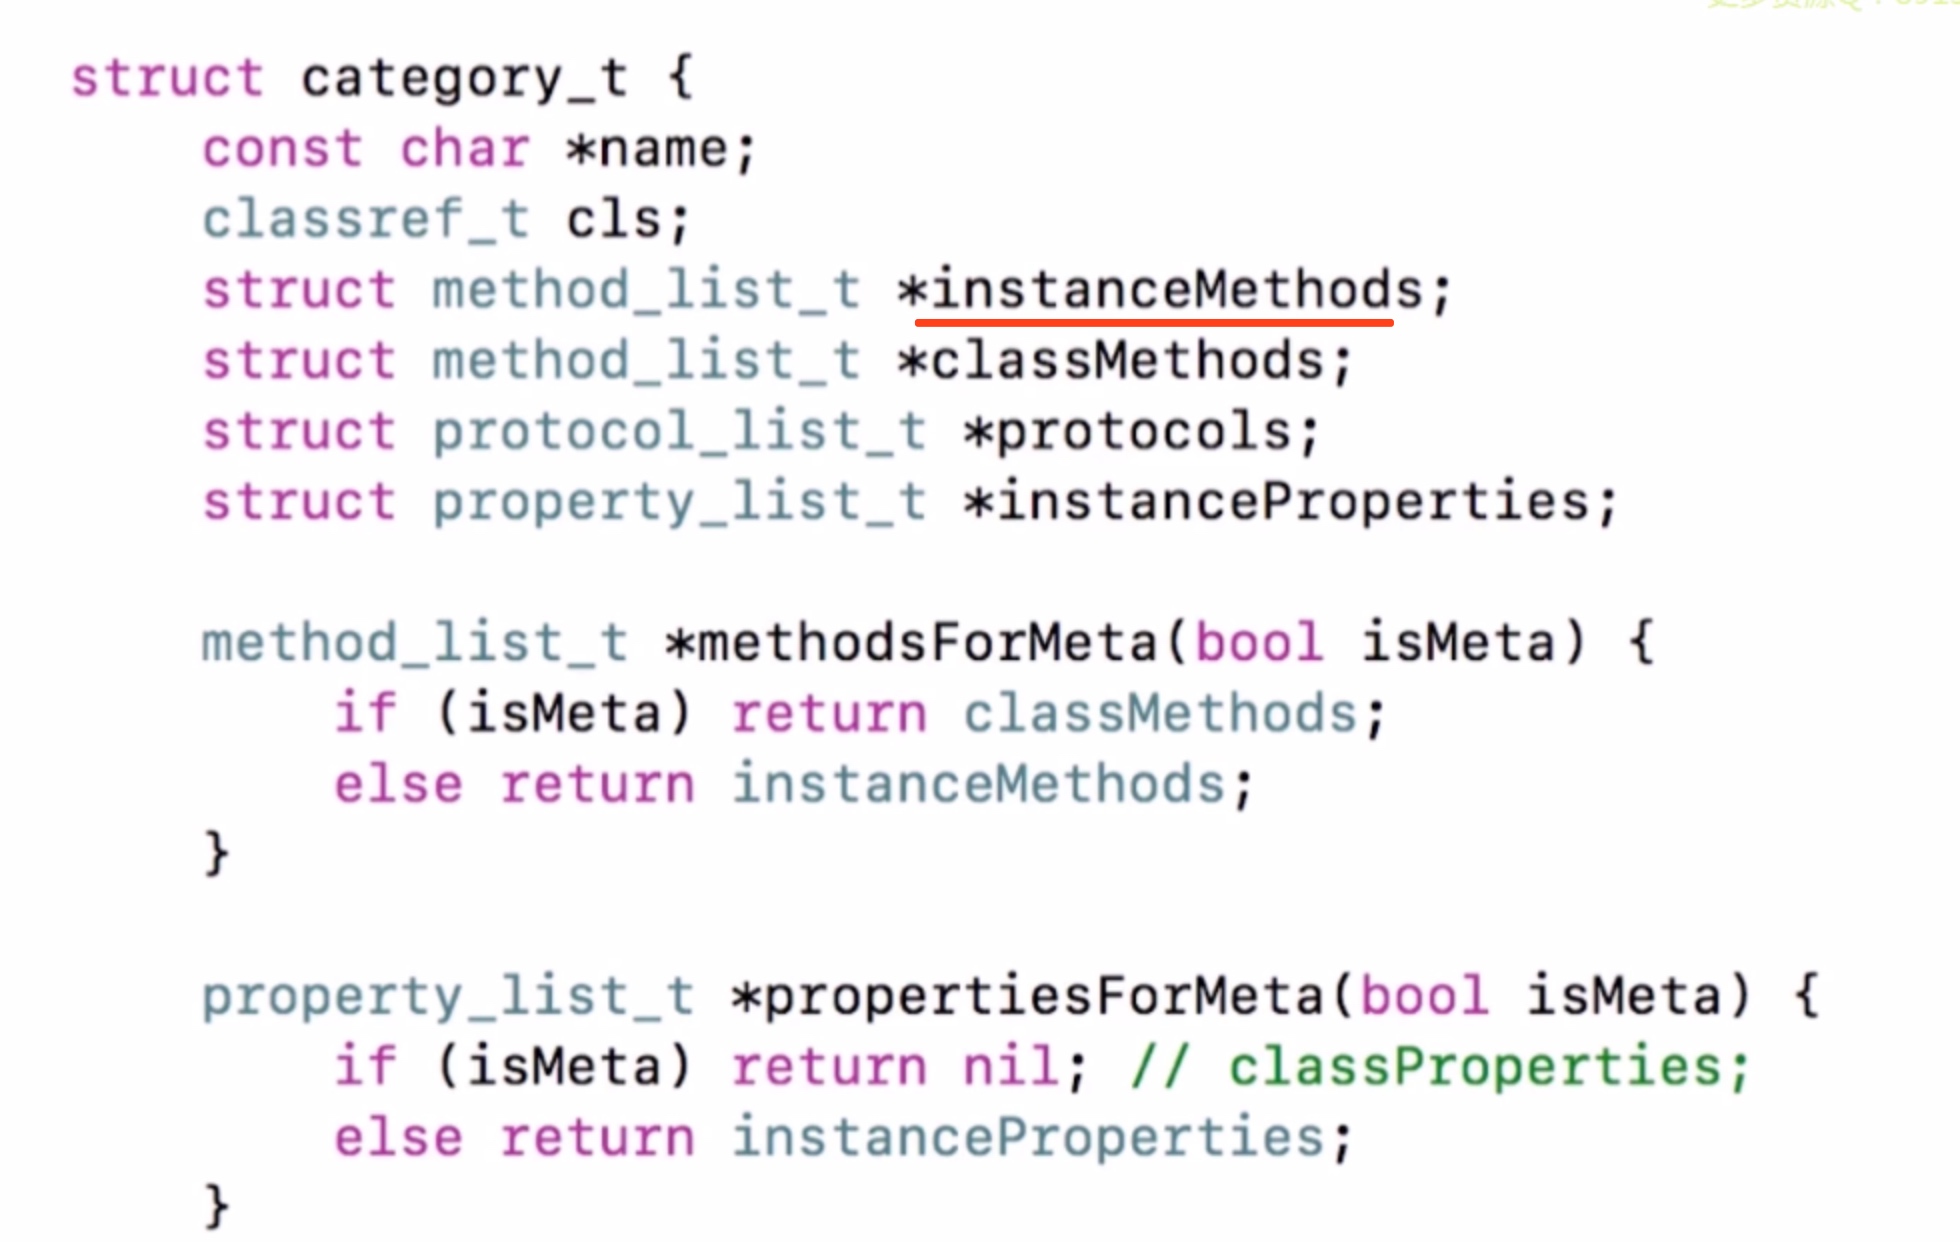 struct category_t {
    const char *name;
    classref_t cls;
    struct method_list_t *instanceMethods;
    struct method_list_t *classMethods;
    struct protocol_list_t *protocols;
    struct property_list_t *instanceProperties;
    method_list_t *methodsForMeta(bool isMeta) {
        if (isMeta) return classMethods;
        else return instanceMethods;
    }
    property_list_t *propertiesForMeta(bool isMeta) {
        if (isMeta) return nil; // classProperties;
        else return instanceProperties;
    }